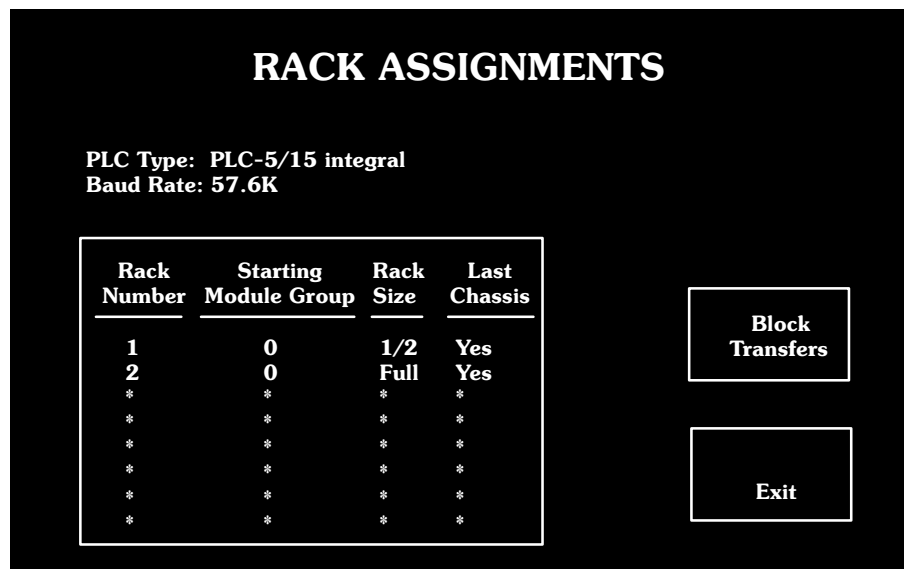 RACK ASSIGNMENTS
PLC Type: PLC-5/15 integral
Baud Rate: 57.6K
Rack Starting Rack Last
Number Module Group Size Chassis
1 0 1/2 Yes
2 0 Full Yes
* * * *
* * * *
* * * *
* * * *
* * * *
* * * *
Block
Transfers
Exit